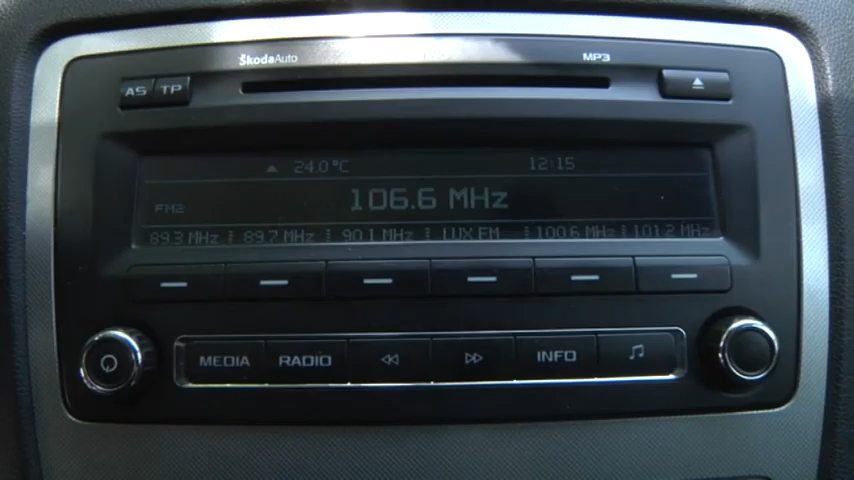 ŠkodaAuto MP3
AS TP
24.0°C 12:15
106.6 MHz
FM2
89.3 MHz 89.7 MHz 90.1 MHz LUX FM 100.6 MHz 101.2 MHz
MEDIA RADIO INFO